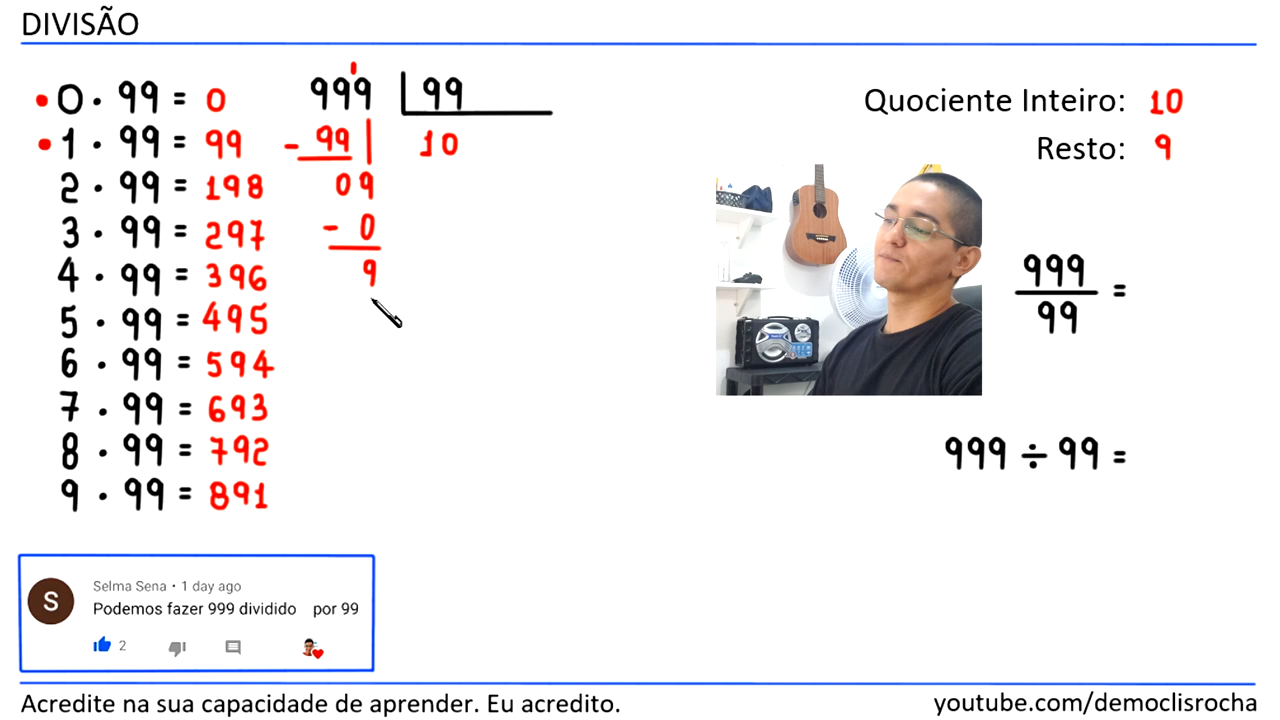 DIVISÃO
• 0 · 99 = 0
• 1 · 99 = 99
2 · 99 = 198
3 · 99 = 297
4 · 99 = 396
5 · 99 = 495
6 · 99 = 594
7 · 99 = 693
8 · 99 = 792
9 · 99 = 891
999 99
- 99 10
09
- 0
9
Quociente Inteiro: 10
Resto: 9
999
99 =
999 ÷ 99 =
S
Selma Sena • 1 day ago
Podemos fazer 999 dividido por 99
2
Acredite na sua capacidade de aprender. Eu acredito.
youtube.com/democlisrocha